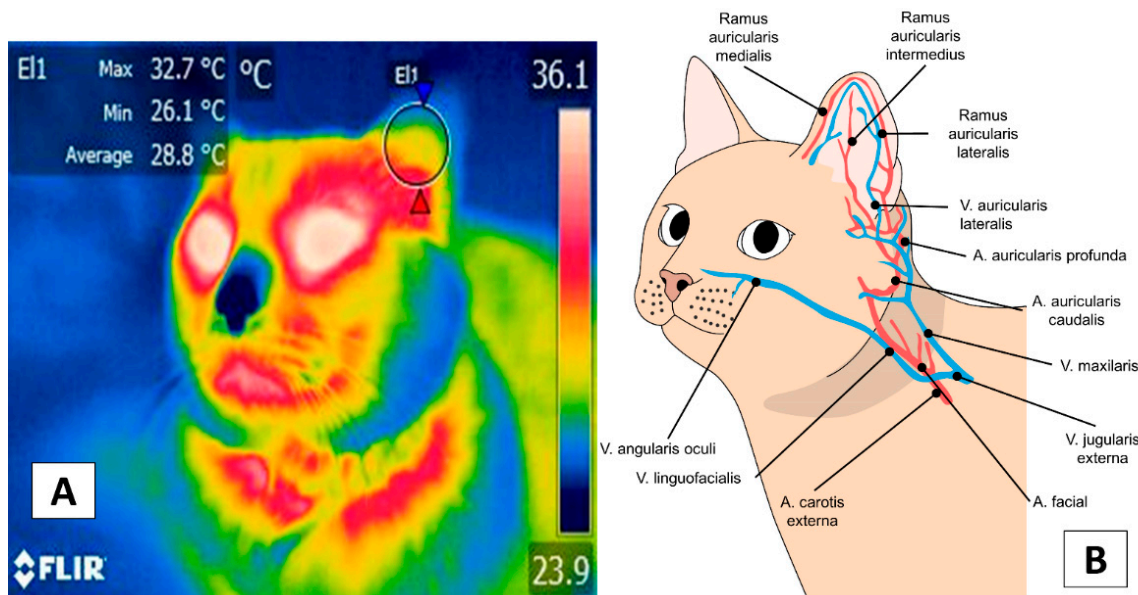 El1
Max 32.7 °C
Min 26.1 °C
Average 28.8 °C
°C
El1
36.1
23.9
A
FLIR
Ramus
auricularis
medialis
Ramus
auricularis
intermedius
Ramus
auricularis
lateralis
V. auricularis
lateralis
A. auricularis profunda
A. auricularis
caudalis
V. maxilaris
V. jugularis
externa
A. facial
A. carotis
externa
V. linguofacialis
V. angularis oculi
B